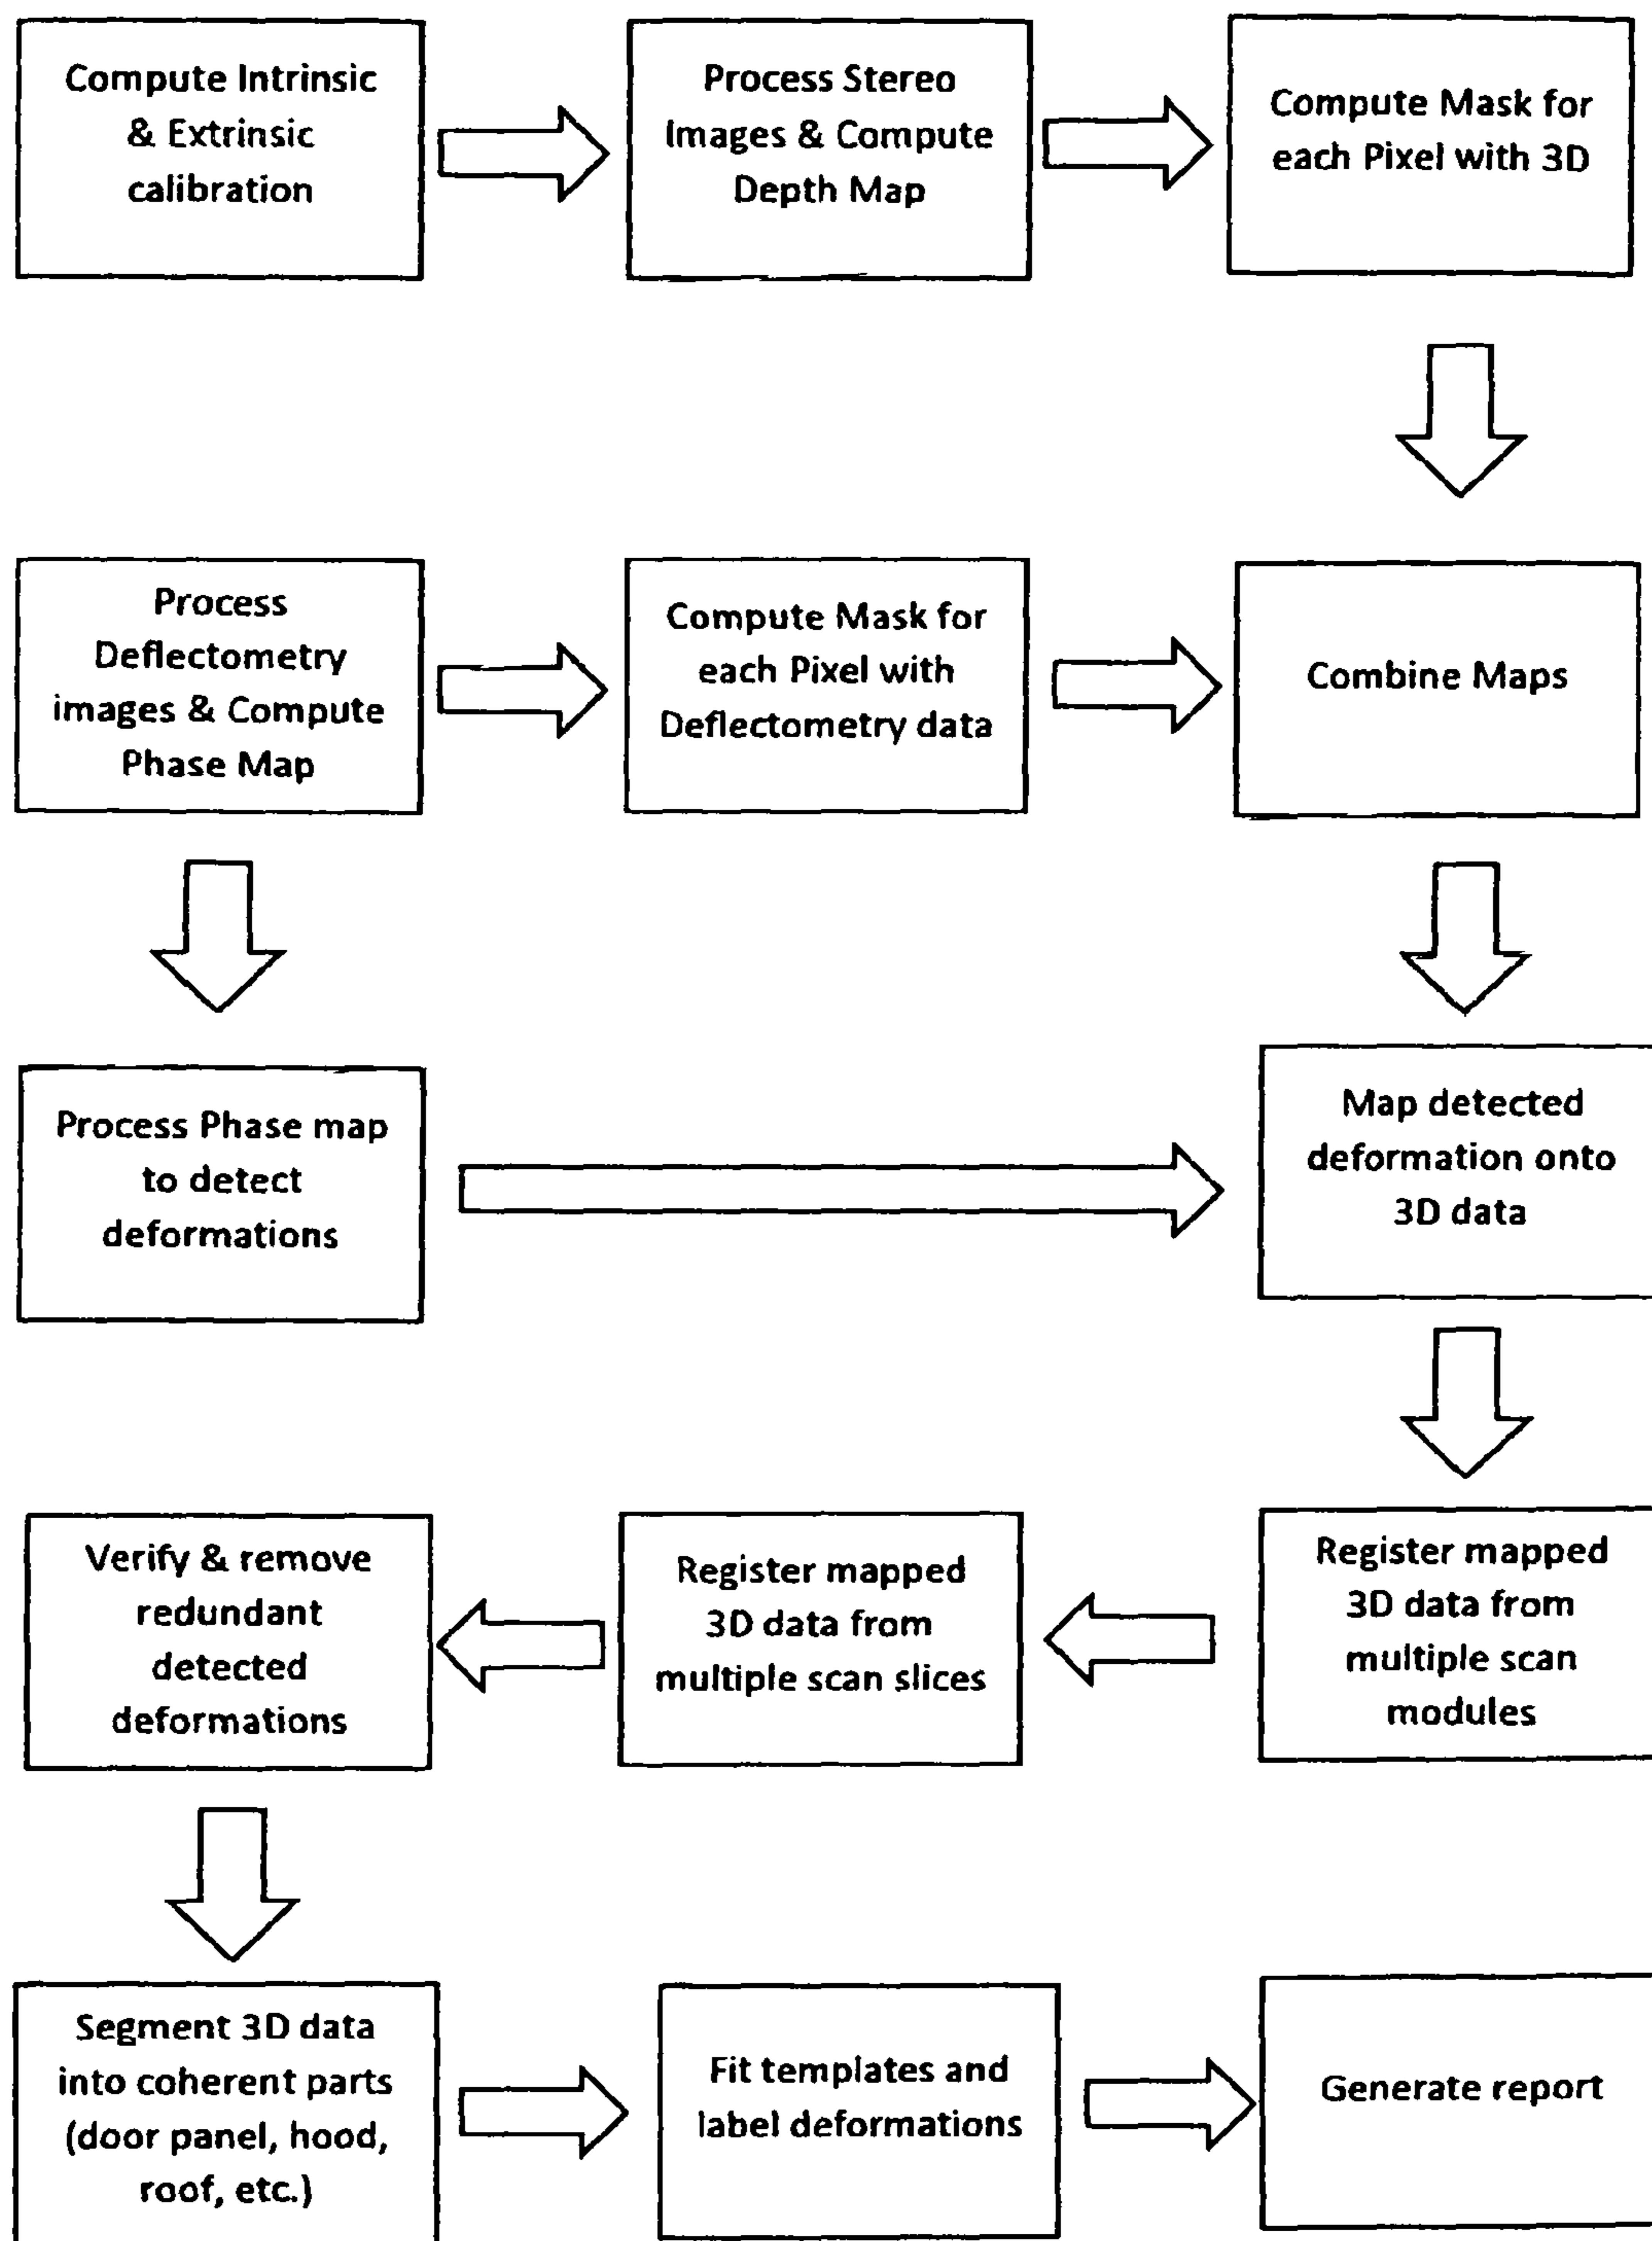 Compute Intrinsic
& Extrinsic
calibration
Process Stereo
Images & Compute
Depth Map
Compute Mask for
each Pixel with 3D
Process
Deflectometry
images & Compute
Phase Map
Compute Mask for
each Pixel with
Deflectometry data
Combine Maps
Process Phase map
to detect
deformations
Map detected
deformation onto
3D data
Verify & remove
redundant
detected
deformations
Register mapped
3D data from
multiple scan slices
Register mapped
3D data from
multiple scan
modules
Segment 3D data
into coherent parts
(door panel, hood,
roof, etc.)
Fit templates and
label deformations
Generate report